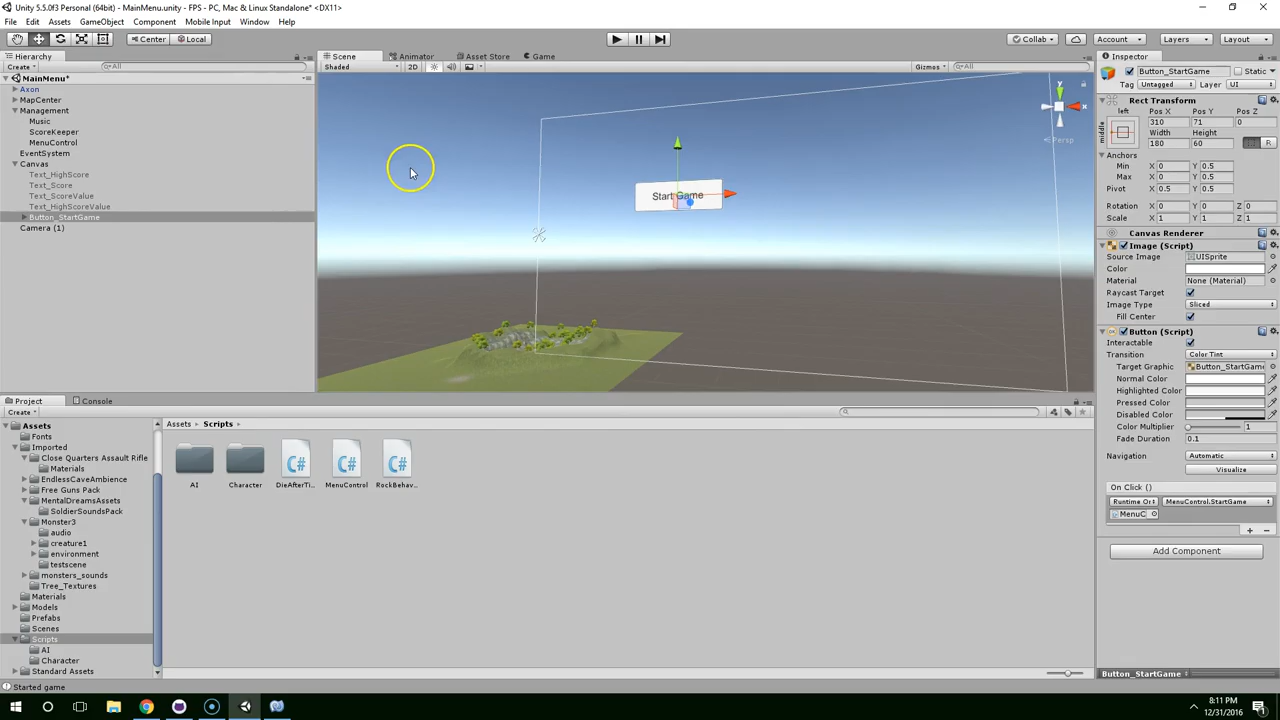 Unity 5.5.0f3 Personal (64bit) - MainMenu.unity - FPS - PC, Mac & Linux Standalone* <DX11>
File Edit Assets GameObject Component Mobile Input Window Help
Center Local Collab Account Layers Layout
Hierarchy
Create All
MainMenu*
Axon
MapCenter
Management
Music
ScoreKeeper
MenuControl
EventSystem
Canvas
Text_HighScore
Text_Score
Text_ScoreValue
Text_HighScoreValue
Button_StartGame
Camera (1)
Scene Animator Asset Store Game
Shaded 2D Gizmos All
y
x
Persp
Start Game
Inspector
Button_StartGame Static
Tag Untagged Layer UI
Rect Transform
left Pos X Pos Y Pos Z
middle 310 71 0
Width Height
180 60
R
Anchors
Min X 0 Y 0.5
Max X 0 Y 0.5
Pivot X 0.5 Y 0.5
Rotation X 0 Y 0 Z 0
Scale X 1 Y 1 Z 1
Canvas Renderer
Image (Script)
Source Image UISprite
Color
Material None (Material)
Raycast Target
Image Type Sliced
Fill Center
Button (Script)
Interactable
Transition Color Tint
Target Graphic Button_StartGame
Normal Color
Highlighted Color
Pressed Color
Disabled Color
Color Multiplier 1
Fade Duration 0.1
Navigation Automatic
Visualize
On Click ()
Runtime Or MenuControl.StartGame
MenuC
+ −
Add Component
Button_StartGame
Project Console
Create
Assets
Fonts
Imported
Close Quarters Assault Rifle
Materials
EndlessCaveAmbience
Free Guns Pack
MentalDreamsAssets
SoldierSoundsPack
Monster3
audio
creature1
environment
testscene
monsters_sounds
Tree_Textures
Materials
Models
Prefabs
Scenes
Scripts
AI
Character
Standard Assets
Assets Scripts
AI Character DieAfterTi... MenuControl RockBehav...
Started game
8:11 PM
12/31/2016